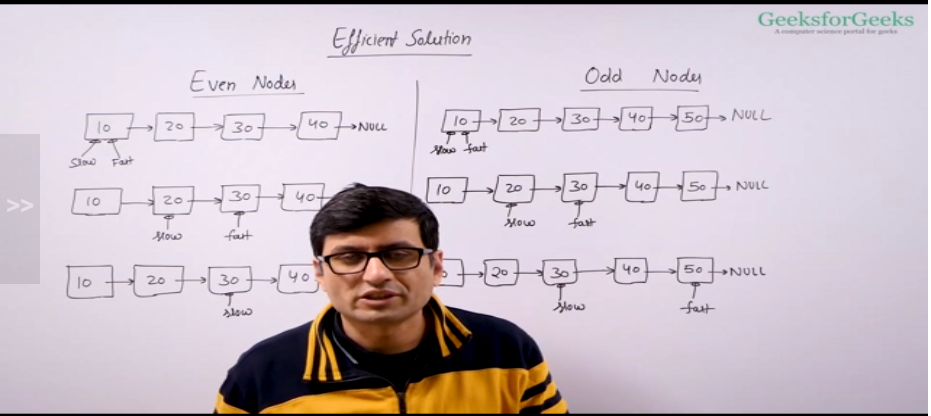 GeeksforGeeks
A computer science portal for geeks
Efficient Solution
Even Nodes
10 20 30 40 NULL
Slow Fast
10 20 30 40
slow fast
10 20 30 40
slow
Odd Nodes
10 20 30 40 50 NULL
slow fast
10 20 30 40 50 NULL
slow fast
20 30 40 50 NULL
slow fast
>>